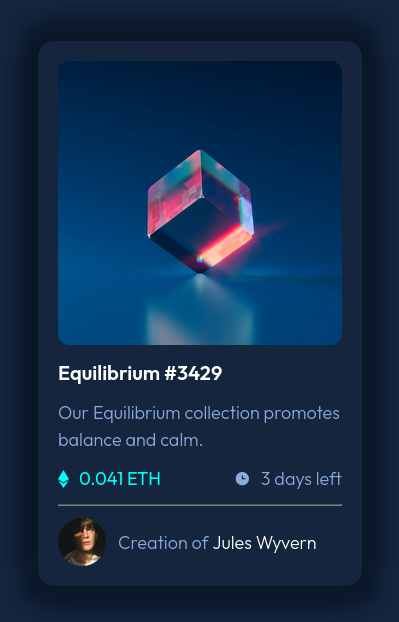 Equilibrium #3429
Our Equilibrium collection promotes
balance and calm.
0.041 ETH
3 days left
Creation of Jules Wyvern